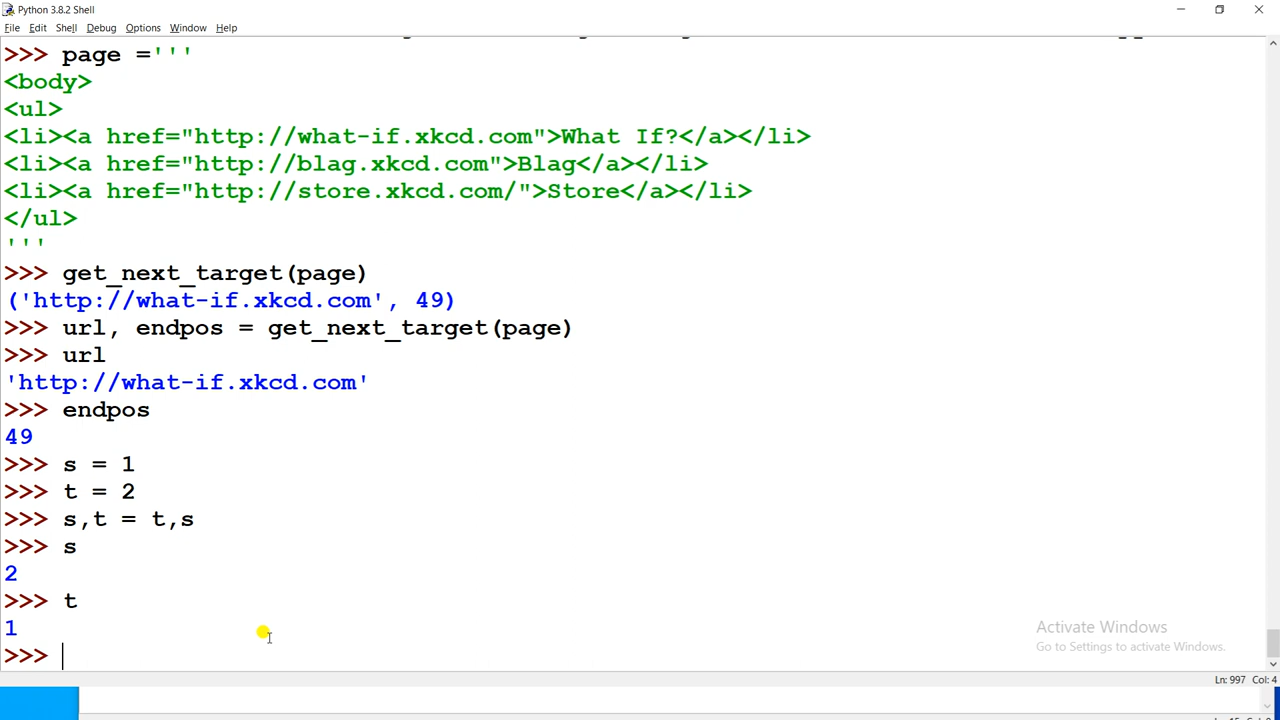 Python 3.8.2 Shell
File Edit Shell Debug Options Window Help
>>> page ='''
<body>
<ul>
<li><a href="http://what-if.xkcd.com">What If?</a></li>
<li><a href="http://blag.xkcd.com">Blag</a></li>
<li><a href="http://store.xkcd.com/">Store</a></li>
</ul>
'''
>>> get_next_target(page)
('http://what-if.xkcd.com', 49)
>>> url, endpos = get_next_target(page)
>>> url
'http://what-if.xkcd.com'
>>> endpos
49
>>> s = 1
>>> t = 2
>>> s,t = t,s
>>> s
2
>>> t
1
>>>
Activate Windows
Go to Settings to activate Windows.
Ln: 997 Col: 4